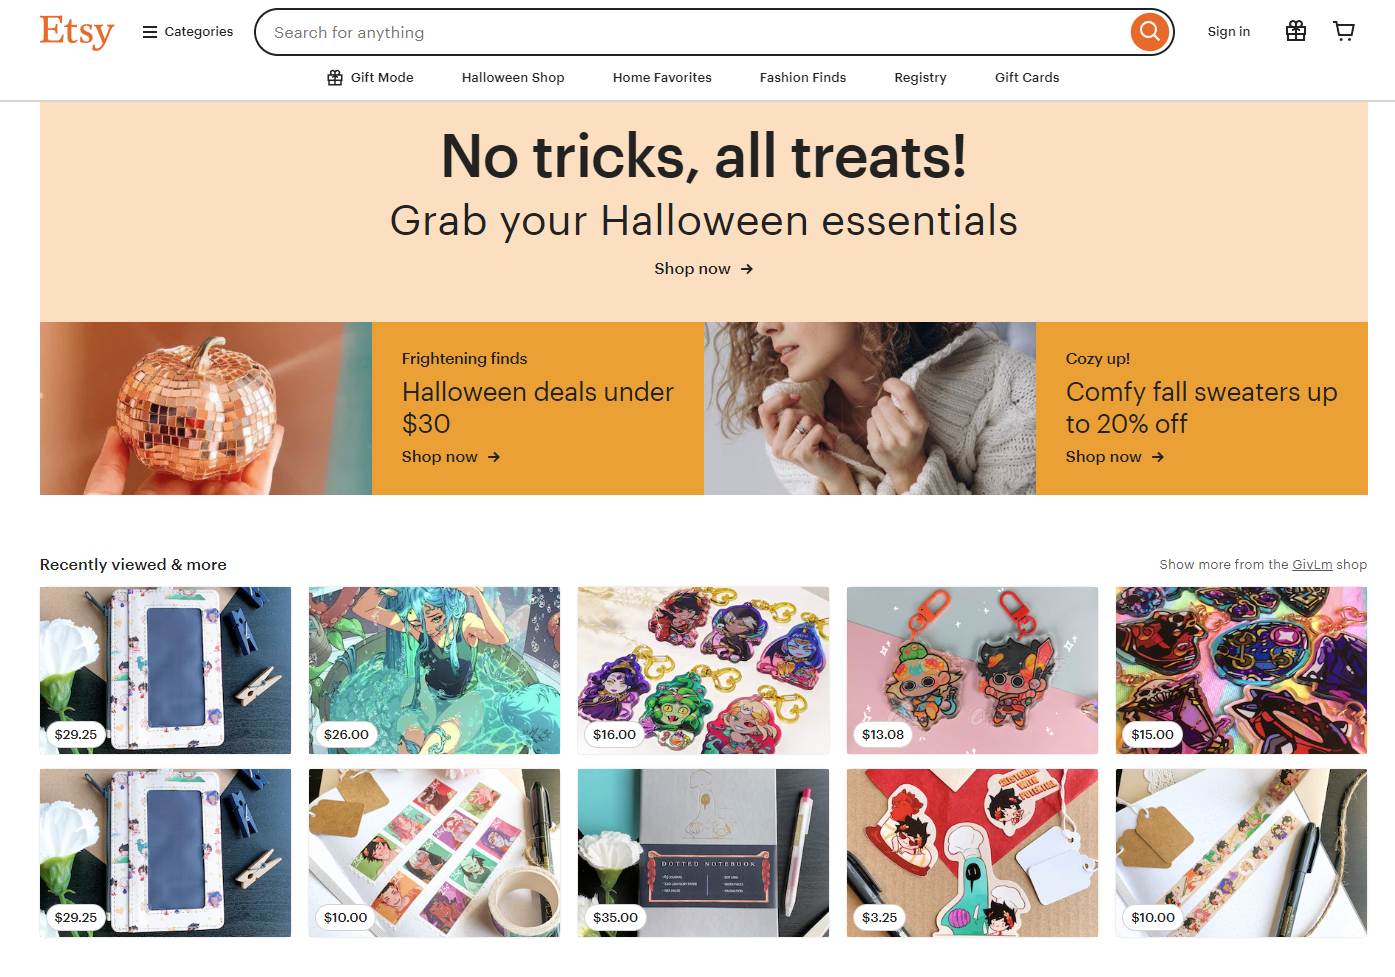 Etsy
Categories
Search for anything
Sign in
Gift Mode
Halloween Shop
Home Favorites
Fashion Finds
Registry
Gift Cards
No tricks, all treats!
Grab your Halloween essentials
Shop now
Frightening finds
Halloween deals under
$30
Shop now
Cozy up!
Comfy fall sweaters up
to 20% off
Shop now
Recently viewed & more
Show more from the GivLm shop
$29.25
$26.00
$16.00
$13.08
$15.00
$29.25
$10.00
DOTTED NOTEBOOK
$35.00
$3.25
$10.00